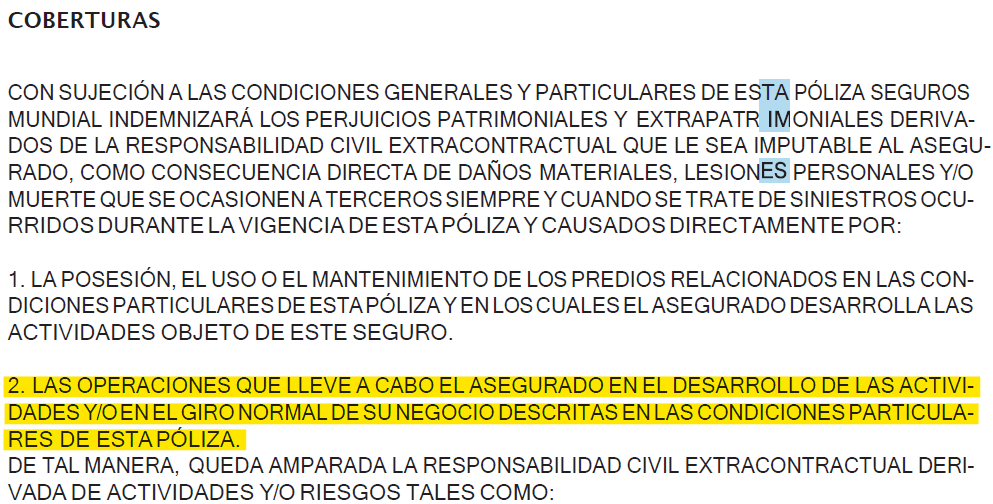 COBERTURAS
CON SUJECIÓN A LAS CONDICIONES GENERALES Y PARTICULARES DE ESTA PÓLIZA SEGUROS
MUNDIAL INDEMNIZARÁ LOS PERJUICIOS PATRIMONIALES Y EXTRAPATRIMONIALES DERIVA-
DOS DE LA RESPONSABILIDAD CIVIL EXTRACONTRACTUAL QUE LE SEA IMPUTABLE AL ASEGU-
RADO, COMO CONSECUENCIA DIRECTA DE DAÑOS MATERIALES, LESIONES PERSONALES Y/O
MUERTE QUE SE OCASIONEN A TERCEROS SIEMPRE Y CUANDO SE TRATE DE SINIESTROS OCU-
RRIDOS DURANTE LA VIGENCIA DE ESTA PÓLIZA Y CAUSADOS DIRECTAMENTE POR:
1. LA POSESIÓN, EL USO O EL MANTENIMIENTO DE LOS PREDIOS RELACIONADOS EN LAS CON-
DICIONES PARTICULARES DE ESTA PÓLIZA Y EN LOS CUALES EL ASEGURADO DESARROLLA LAS
ACTIVIDADES OBJETO DE ESTE SEGURO.
2. LAS OPERACIONES QUE LLEVE A CABO EL ASEGURADO EN EL DESARROLLO DE LAS ACTIVI-
DADES Y/O EN EL GIRO NORMAL DE SU NEGOCIO DESCRITAS EN LAS CONDICIONES PARTICULA-
RES DE ESTA PÓLIZA.
DE TAL MANERA, QUEDA AMPARADA LA RESPONSABILIDAD CIVIL EXTRACONTRACTUAL DERI-
VADA DE ACTIVIDADES Y/O RIESGOS TALES COMO: